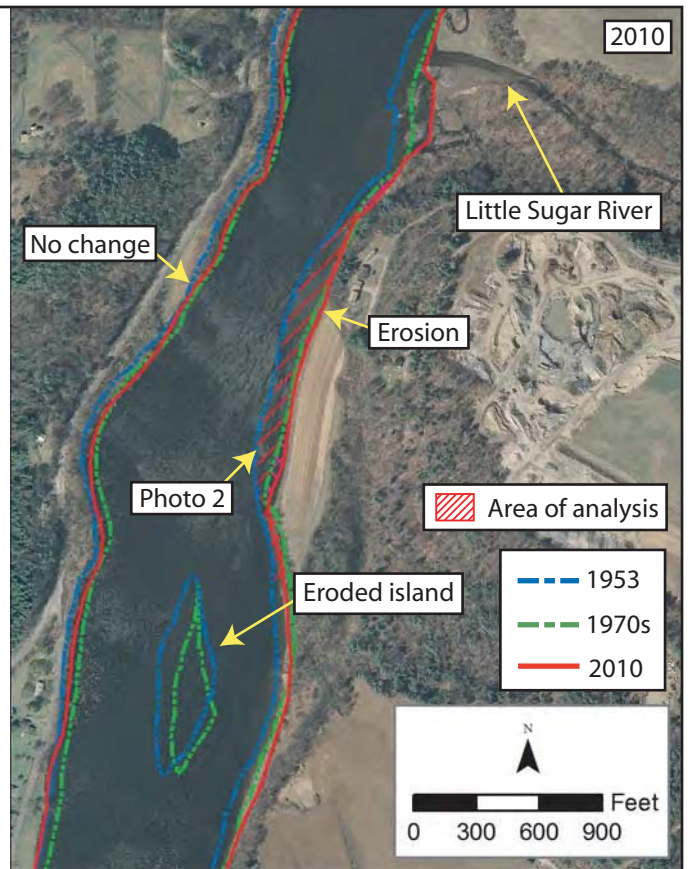 2010
Little Sugar River
No change
Erosion
Photo 2
Area of analysis
Eroded island
1953
1970s
2010
N
Feet
0 300 600 900